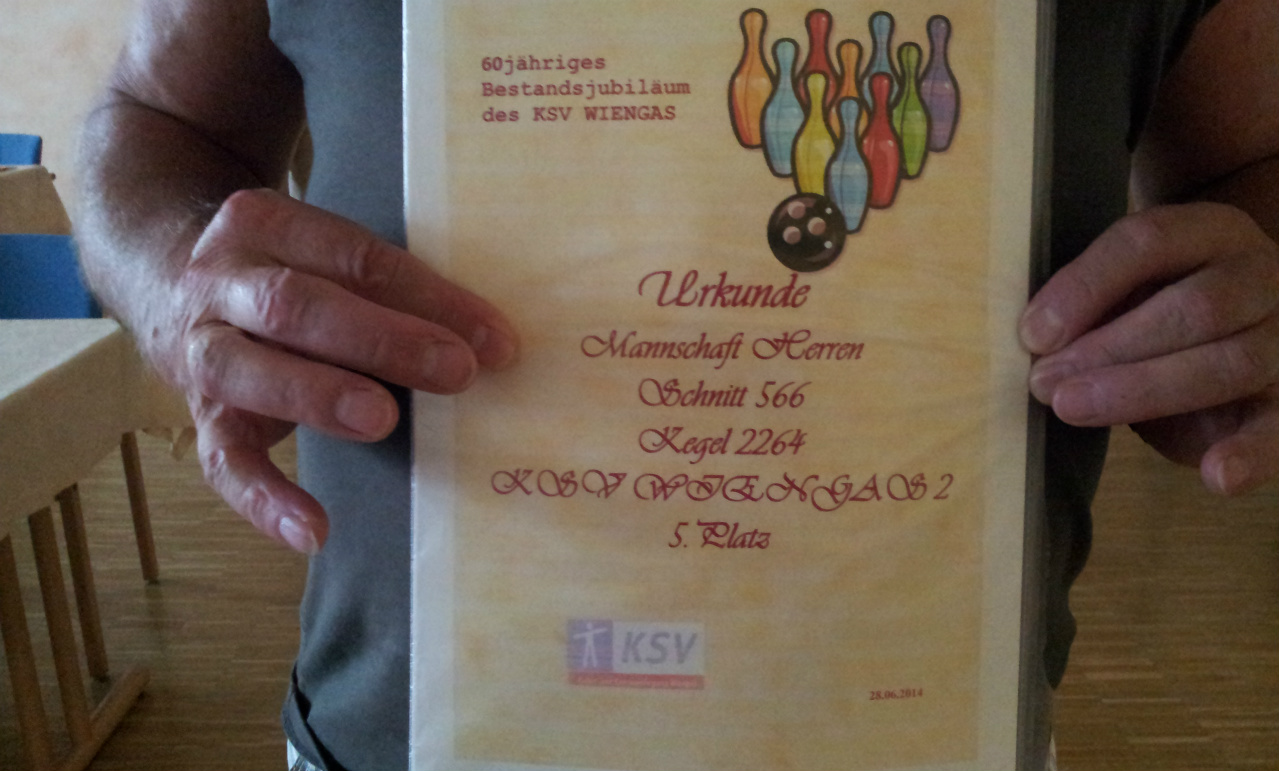 60jähriges
Bestandsjubiläum
des KSV WIENGAS
Urkunde
Mannschaft Herren
Schnitt 566
Kegel 2264
KSV WIENGAS 2
5. Platz
KSV
28.06.2014